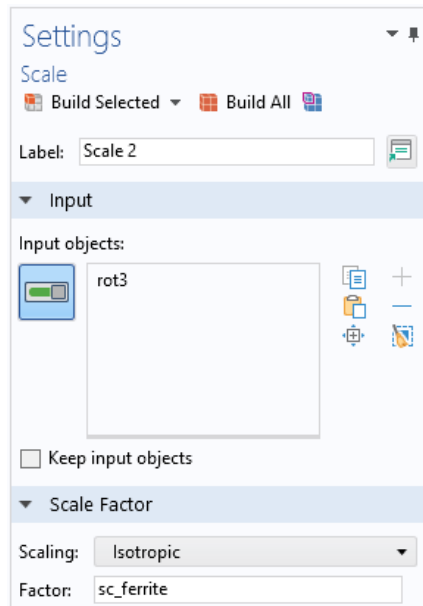 Settings
Scale
Build Selected Build All
Label: Scale 2
Input
Input objects:
rot3
Keep input objects
Scale Factor
Scaling: Isotropic
Factor: sc_ferrite